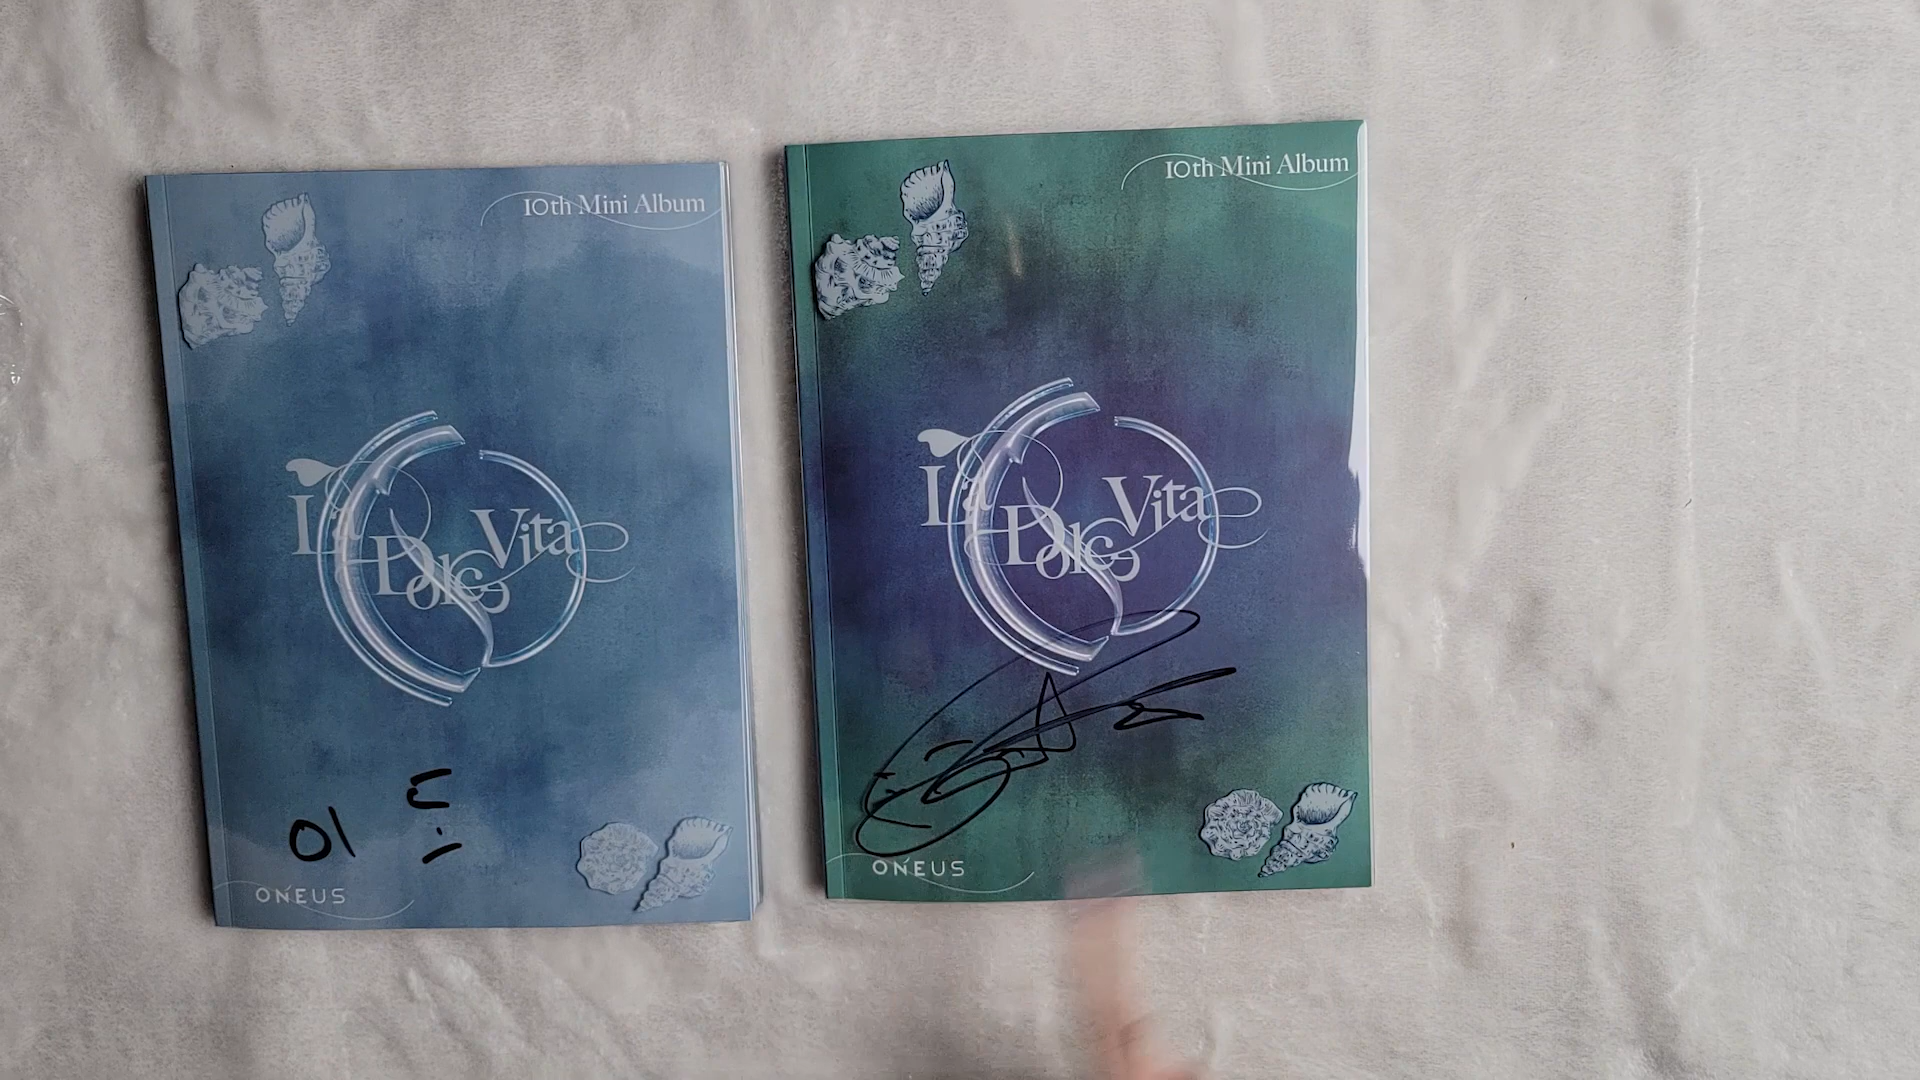 10th Mini Album
La Dolce Vita
ONEUS
10th Mini Album
La Dolce Vita
ONEUS